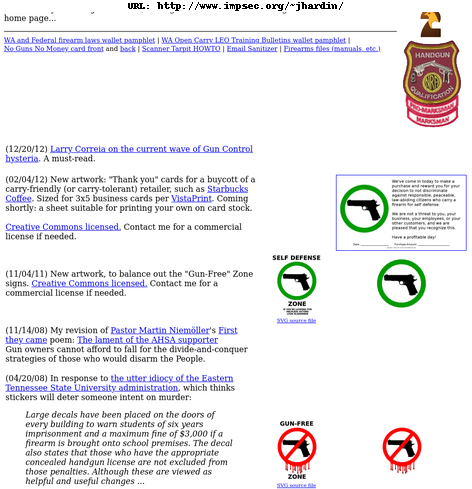 URL: http://www.impsec.org/~jhardin/
home page...
WA and Federal firearm laws wallet pamphlet | WA Open Carry LEO Training Bulletins wallet pamphlet |
No Guns No Money card front and back | Scanner Tarpit HOWTO | Email Sanitizer | Firearms files (manuals, etc.)
2
HANDGUN
NRA
QUALIFICATION
PRO-MARKSMAN
MARKSMAN
(12/20/12) Larry Correia on the current wave of Gun Control
hysteria. A must-read.
(02/04/12) New artwork: "Thank you" cards for a buycott of a
carry-friendly (or carry-tolerant) retailer, such as Starbucks
Coffee. Sized for 3x5 business cards per VistaPrint. Coming
shortly: a sheet suitable for printing your own on card stock.
Creative Commons licensed. Contact me for a commercial
license if needed.
We've come in today to make a
purchase and reward you for your
decision to not discriminate
against responsible, peaceable,
law-abiding citizens who carry a
firearm for self defense.
We are not a threat to you, your
business, your employees, or your
other customers, and we are
pleased that you recognize this.
Have a profitable day!
(11/04/11) New artwork, to balance out the "Gun-Free" Zone
signs. Creative Commons licensed. Contact me for a
commercial license if needed.
SELF DEFENSE
ZONE
SVG source file
(11/14/08) My revision of Pastor Martin Niemöller's First
they came poem: The lament of the AHSA supporter
Gun owners cannot afford to fall for the divide-and-conquer
strategies of those who would disarm the People.
(04/20/08) In response to the utter idiocy of the Eastern
Tennessee State University administration, which thinks
stickers will deter someone intent on murder:
Large decals have been placed on the doors of
every building to warn students of six years
imprisonment and a maximum fine of $3,000 if a
firearm is brought onto school premises. The decal
also states that those who have the appropriate
concealed handgun license are not excluded from
those penalties. Although these are viewed as
helpful and useful changes ...
GUN-FREE
ZONE
SVG source file